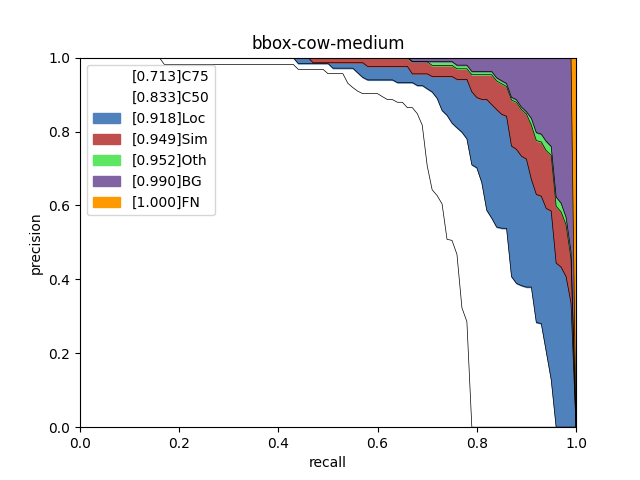 bbox-cow-medium
1.0
0.8
0.6
0.4
0.2
0.0
precision
[0.713]C75
[0.833]C50
[0.918]Loc
[0.949]Sim
[0.952]Oth
[0.990]BG
[1.000]FN
0.0 0.2 0.4 0.6 0.8 1.0
recall